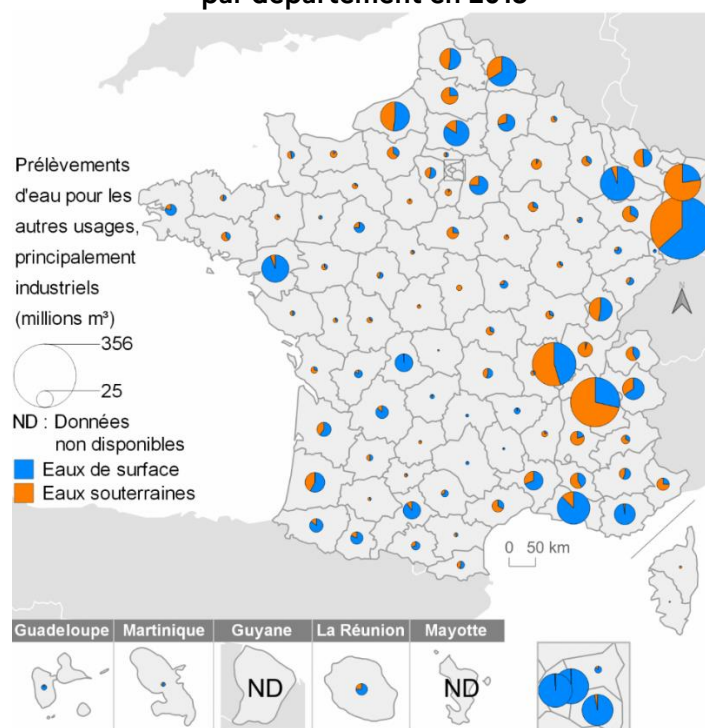 par département en 2018
Prélèvements
d'eau pour les
autres usages,
principalement
industriels
(millions m³)
356
25
ND : Données
non disponibles
Eaux de surface
Eaux souterraines
N
0 50 km
Guadeloupe Martinique Guyane La Réunion Mayotte
ND ND